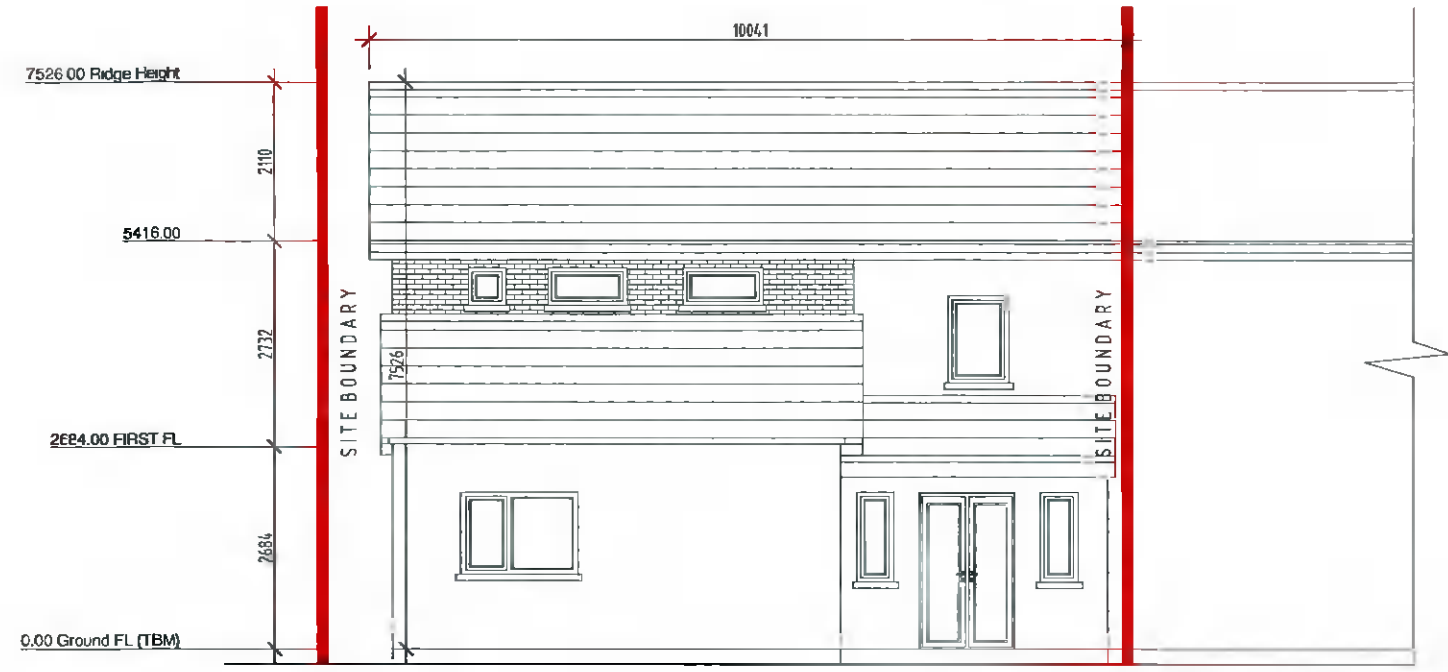 10041
7526.00 Ridge Height
2110
5416.00
SITE BOUNDARY
SITE BOUNDARY
2732
7526
2684.00 FIRST FL
2684
0.00 Ground FL (TBM)